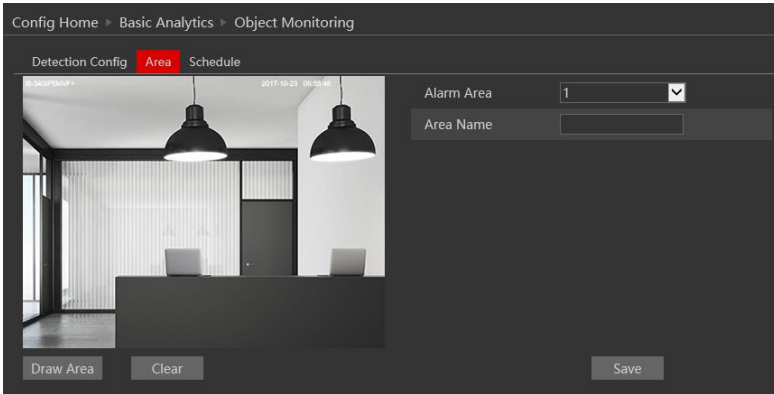 Config Home ▸ Basic Analytics ▸ Object Monitoring
Detection Config Area Schedule
2017-10-23
Alarm Area 1
Area Name
Draw Area Clear Save